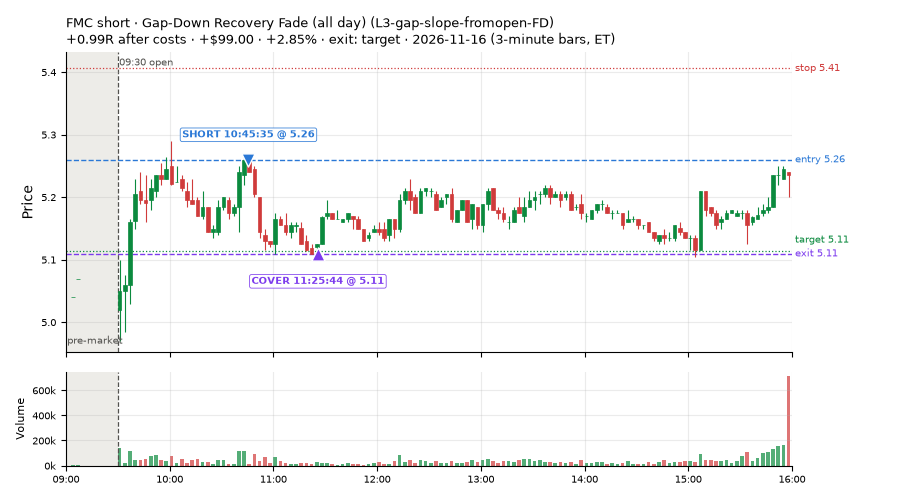 FMC short · Gap-Down Recovery Fade (all day) (L3-gap-slope-fromopen-FD)
+0.99R after costs · +$99.00 · +2.85% · exit: target · 2026-11-16 (3-minute bars, ET)
09:30 open
stop 5.41
5.4
SHORT 10:45:35 @ 5.26
5.3
entry 5.26
Price
5.2
target 5.11
exit 5.11
5.1
COVER 11:25:44 @ 5.11
5.0
pre-market
Volume
600k
400k
200k
0k
09:00 10:00 11:00 12:00 13:00 14:00 15:00 16:00